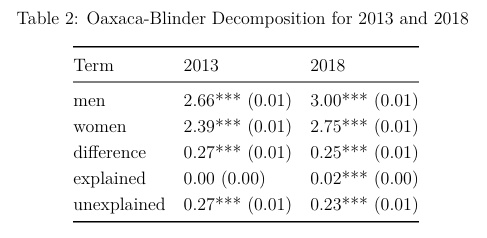 Table 2: Oaxaca-Blinder Decomposition for 2013 and 2018
Term 2013 2018
men 2.66*** (0.01) 3.00*** (0.01)
women 2.39*** (0.01) 2.75*** (0.01)
difference 0.27*** (0.01) 0.25*** (0.01)
explained 0.00 (0.00) 0.02*** (0.00)
unexplained 0.27*** (0.01) 0.23*** (0.01)